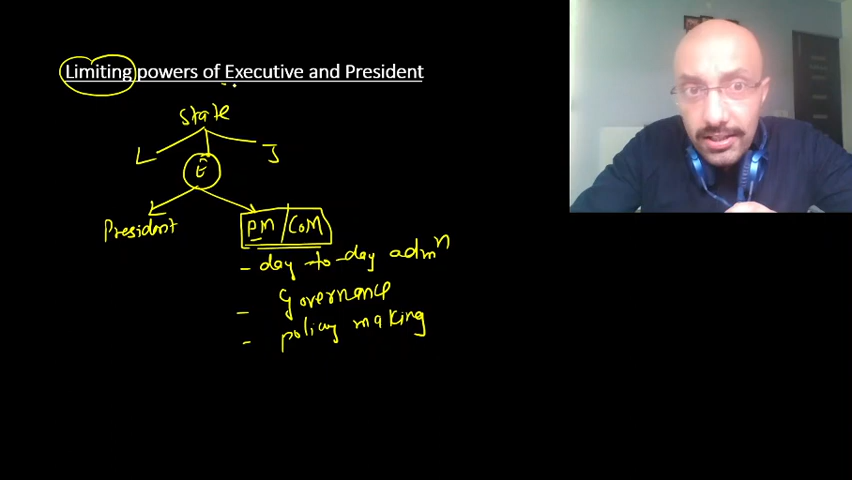 Limiting powers of Executive and President
State
L E J
President PM/CoM
- day-to-day admn
- Governance
- policy making